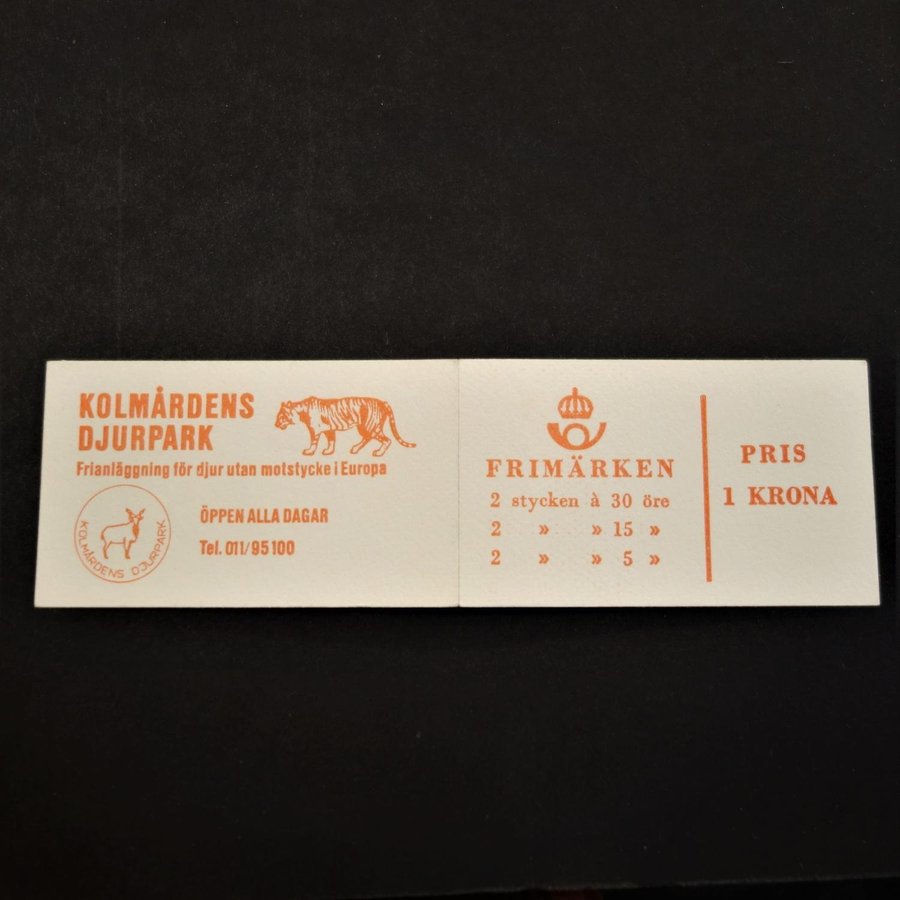 KOLMÅRDENS
DJURPARK
Frianläggning för djur utan motstycke i Europa
KOLMÅRDENS DJURPARK
ÖPPEN ALLA DAGAR
Tel. 011/95100
FRIMÄRKEN
2 stycken à 30 öre
2 » » 15 »
2 » » 5 »
PRIS
1 KRONA